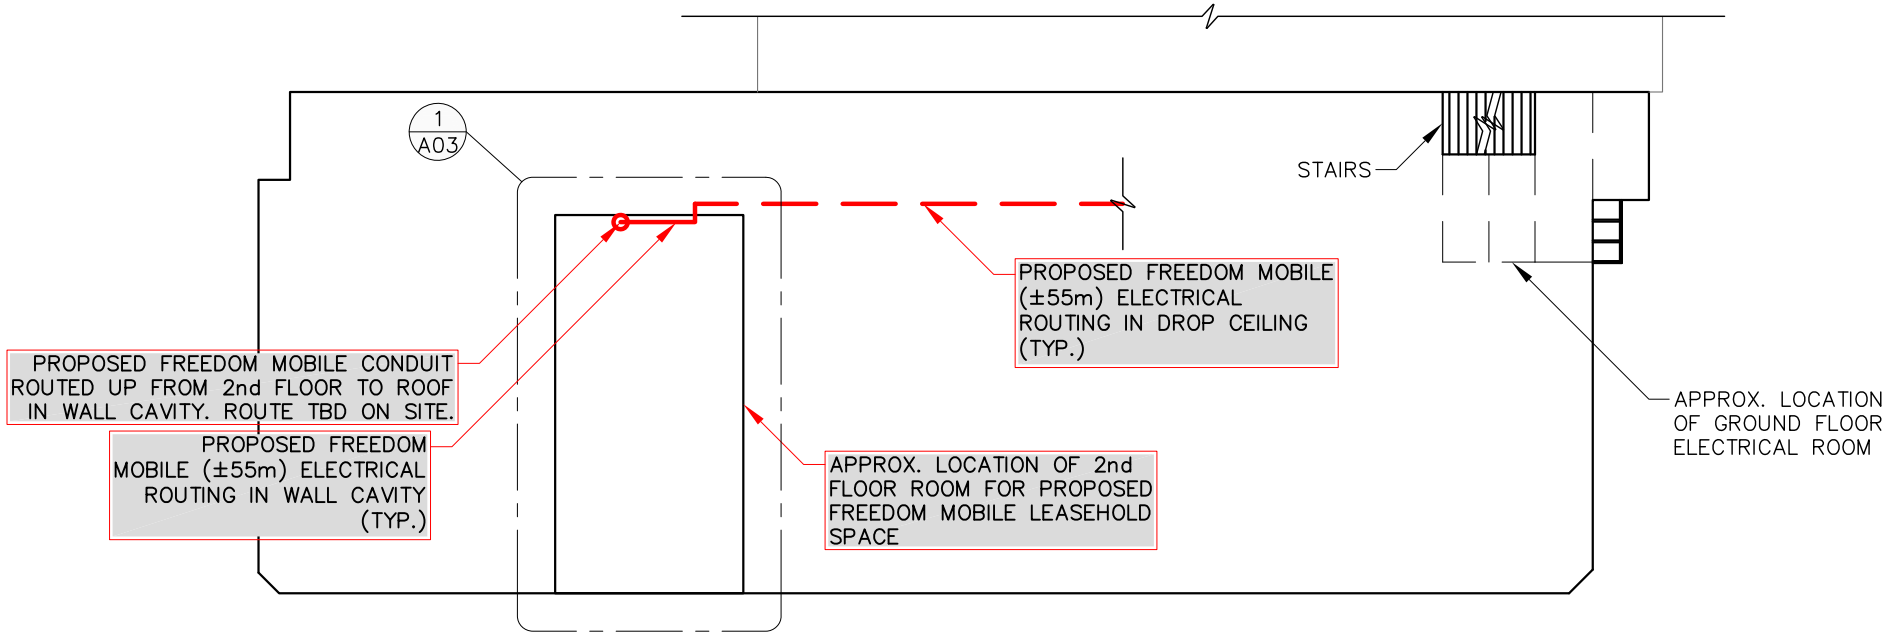 1
A03
STAIRS
PROPOSED FREEDOM MOBILE
(±55m) ELECTRICAL
ROUTING IN DROP CEILING
(TYP.)
PROPOSED FREEDOM MOBILE CONDUIT
ROUTED UP FROM 2nd FLOOR TO ROOF
IN WALL CAVITY. ROUTE TBD ON SITE.
PROPOSED FREEDOM
MOBILE (±55m) ELECTRICAL
ROUTING IN WALL CAVITY
(TYP.)
APPROX. LOCATION OF 2nd
FLOOR ROOM FOR PROPOSED
FREEDOM MOBILE LEASEHOLD
SPACE
APPROX. LOCATION
OF GROUND FLOOR
ELECTRICAL ROOM